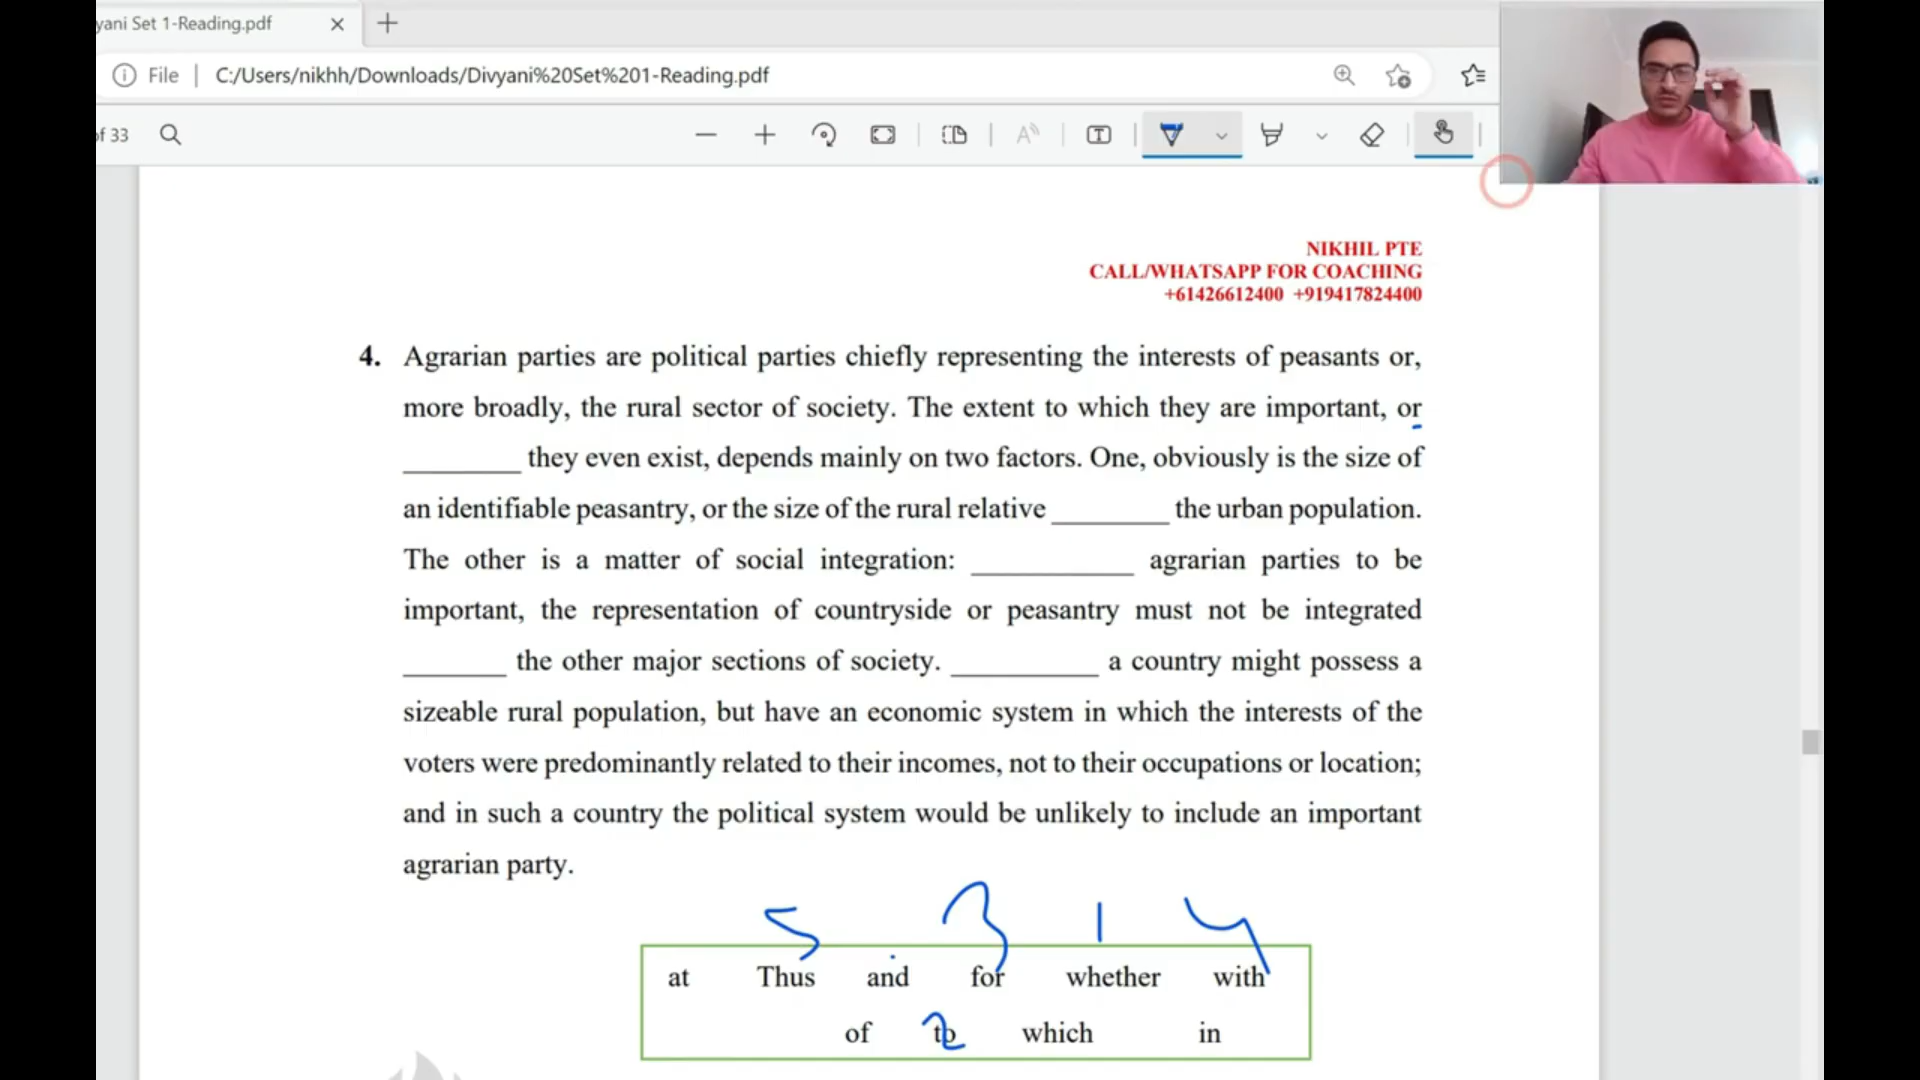 yani Set 1-Reading.pdf
File | C:/Users/nikhh/Downloads/Divyani%20Set%201-Reading.pdf
of 33
NIKHIL PTE
CALL/WHATSAPP FOR COACHING
+61426612400 +919417824400
4. Agrarian parties are political parties chiefly representing the interests of peasants or,
more broadly, the rural sector of society. The extent to which they are important, or
________ they even exist, depends mainly on two factors. One, obviously is the size of
an identifiable peasantry, or the size of the rural relative ________ the urban population.
The other is a matter of social integration: ___________ agrarian parties to be
important, the representation of countryside or peasantry must not be integrated
_______ the other major sections of society. __________ a country might possess a
sizeable rural population, but have an economic system in which the interests of the
voters were predominantly related to their incomes, not to their occupations or location;
and in such a country the political system would be unlikely to include an important
agrarian party.
5 3 1 4
at Thus and for whether with
2
of to which in